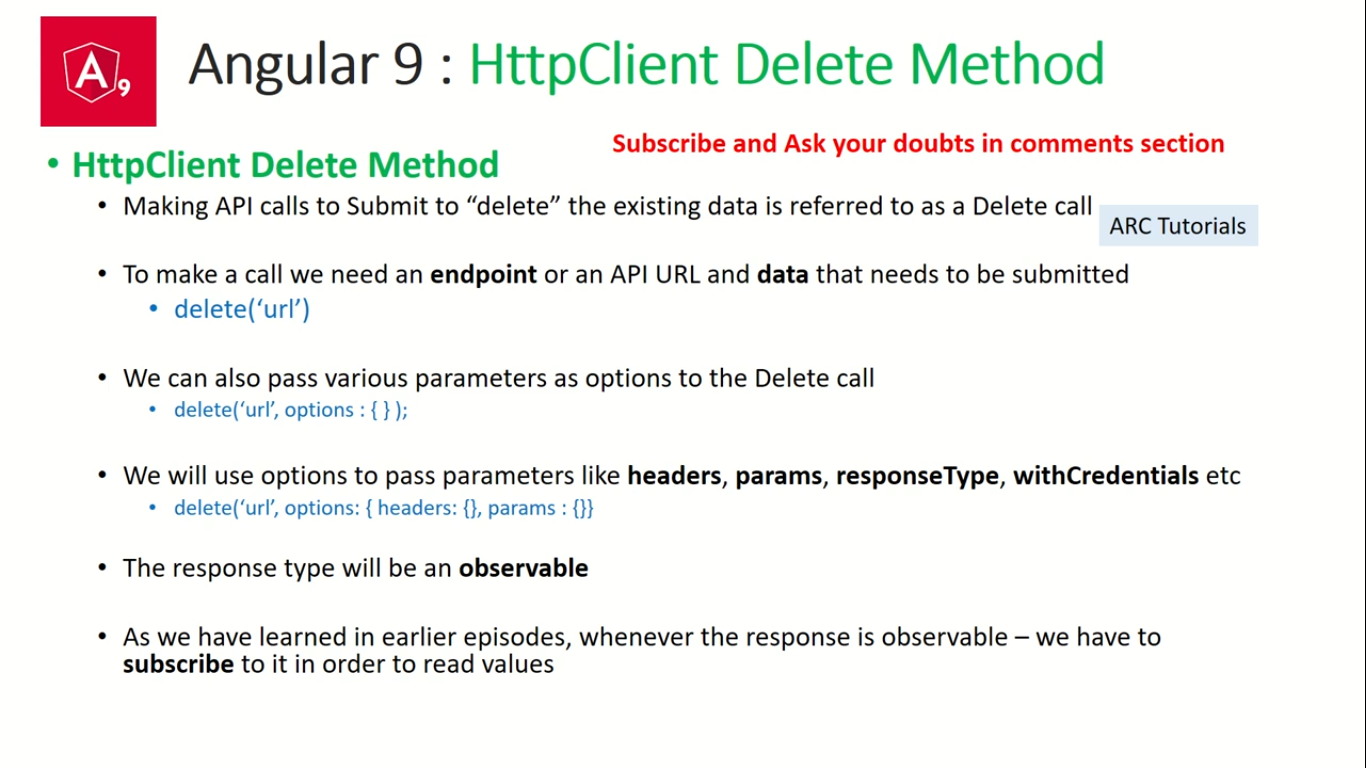 A9
Angular 9 : HttpClient Delete Method
Subscribe and Ask your doubts in comments section
• HttpClient Delete Method
• Making API calls to Submit to “delete” the existing data is referred to as a Delete call
ARC Tutorials
• To make a call we need an endpoint or an API URL and data that needs to be submitted
• delete(‘url’)
• We can also pass various parameters as options to the Delete call
• delete(‘url’, options : { } );
• We will use options to pass parameters like headers, params, responseType, withCredentials etc
• delete(‘url’, options: { headers: {}, params : {}}
• The response type will be an observable
• As we have learned in earlier episodes, whenever the response is observable – we have to
subscribe to it in order to read values